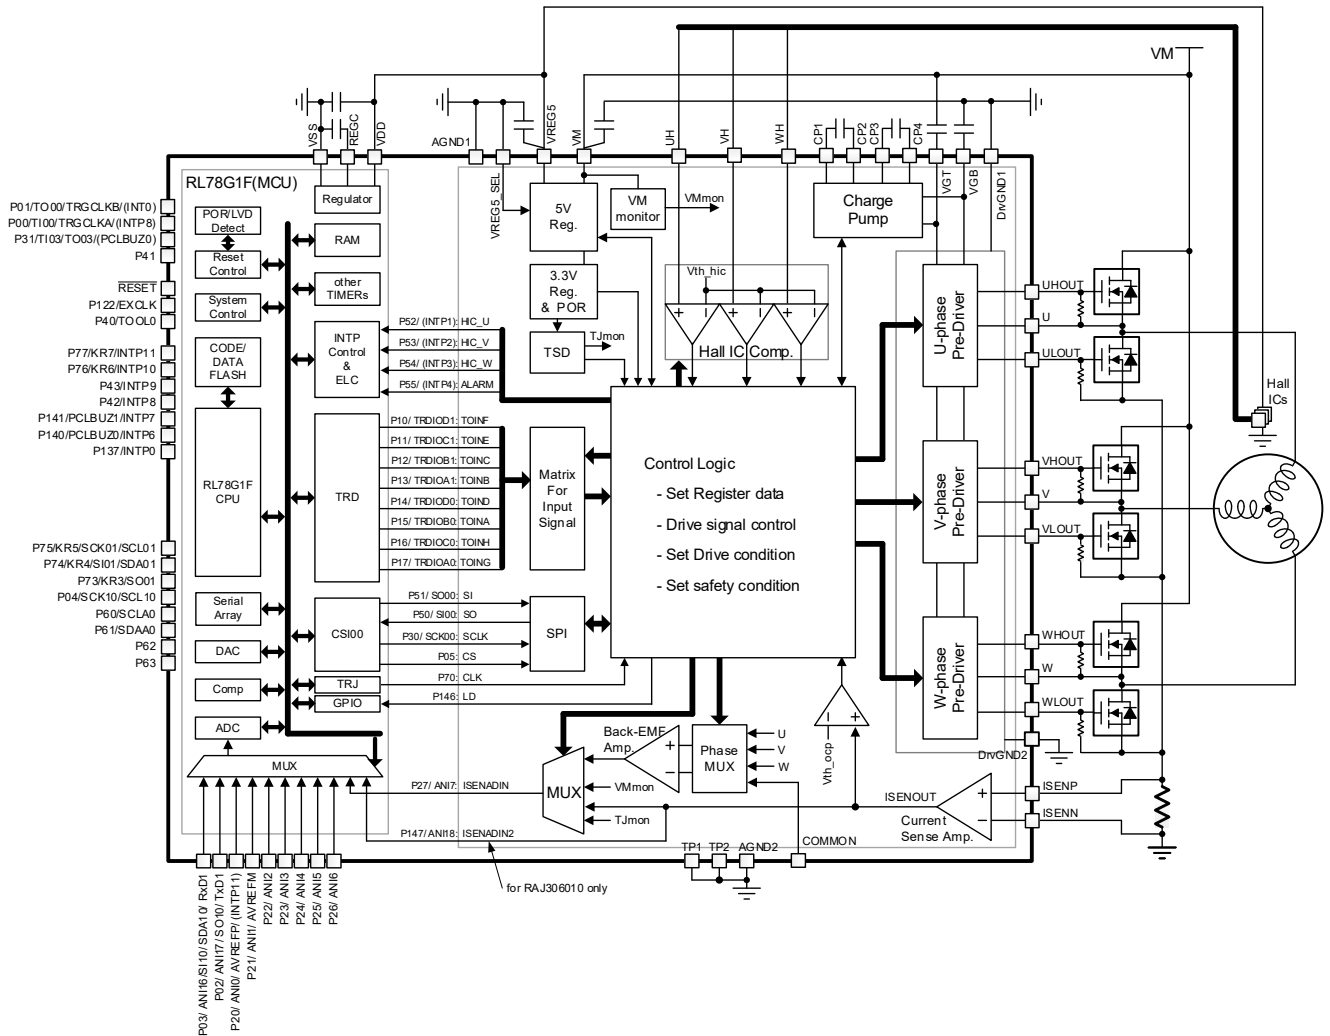 VM
VSS
REGC
VDD
AGND1
VREG5_SEL
VREG5
VM
UH
VH
WH
CP1
CP2
CP3
CP4
VGT
VGB
DrvGND1
RL78G1F(MCU)
Regulator
POR/LVD
Detect
Reset
Control
System
Control
CODE/
DATA
FLASH
RL78G1F
CPU
Serial
Array
DAC
Comp
ADC
MUX
RAM
other
TIMERs
INTP
Control
&
ELC
TRD
CSI00
TRJ
GPIO
P01/TO00/TRGCLKB/(INT0)
P00/TI00/TRGCLKA/(INTP8)
P31/TI03/TO03/(PCLBUZ0)
P41
RESET
P122/EXCLK
P40/TOOL0
P77/KR7/INTP11
P76/KR6/INTP10
P43/INTP9
P42/INTP8
P141/PCLBUZ1/INTP7
P140/PCLBUZ0/INTP6
P137/INTP0
P75/KR5/SCK01/SCL01
P74/KR4/SI01/SDA01
P73/KR3/SO01
P04/SCK10/SCL10
P60/SCLA0
P61/SDAA0
P62
P63
5V
Reg.
VM
monitor
VMmon
3.3V
Reg.
& POR
TSD
TJmon
Charge
Pump
Vth_hic
Hall IC Comp.
P52/ (INTP1): HIC_U
P53/ (INTP2): HIC_V
P54/ (INTP3): HIC_W
P55/ (INTP4): ALARM
P10/ TRDIOD1: TOINF
P11/ TRDIOC1: TOINE
P12/ TRDIOB1: TOINC
P13/ TRDIOA1: TOINB
P14/ TRDIOD0: TOIND
P15/ TRDIOB0: TOINA
P16/ TRDIOC0: TOINH
P17/ TRDIOA0: TOING
Matrix
For
Input
Signal
P51/ SO00: SI
P50/ SI00: SO
P30/ SCK00: SCLK
P05: CS
SPI
P70: CLK
P146: LD
Control Logic
- Set Register data
- Drive signal control
- Set Drive condition
- Set safety condition
U-phase
Pre-Driver
V-phase
Pre-Driver
W-phase
Pre-Driver
UHOUT
U
ULOUT
VHOUT
V
VLOUT
WHOUT
W
WLOUT
DrvGND2
ISENP
ISENN
Hall
ICs
Back-EMF
Amp.
Phase
MUX
U
V
W
Vth_ocp
MUX
VMmon
TJmon
ISENOUT
Current
Sense Amp.
P27/ ANI7: ISENADIN
P147/ ANI18: ISENADIN2
for RAJ306010 only
TP1
TP2
AGND2
COMMON
P03/ ANI16/SI10/SDA10/ RxD1
P02/ ANI17/SO10/ TxD1
P20/ ANI0/ AVREFP/ (INTP11)
P21/ ANI1/ AVREFM
P22/ ANI2
P23/ ANI3
P24/ ANI4
P25/ ANI5
P26/ ANI6
+
−
+
−
+
−
+
−
+
−
+
−